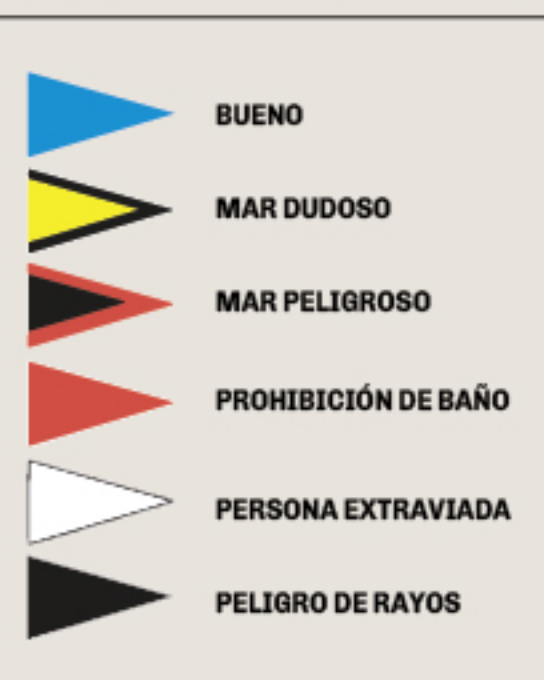 BUENO
MAR DUDOSO
MAR PELIGROSO
PROHIBICIÓN DE BAÑO
PERSONA EXTRAVIADA
PELIGRO DE RAYOS